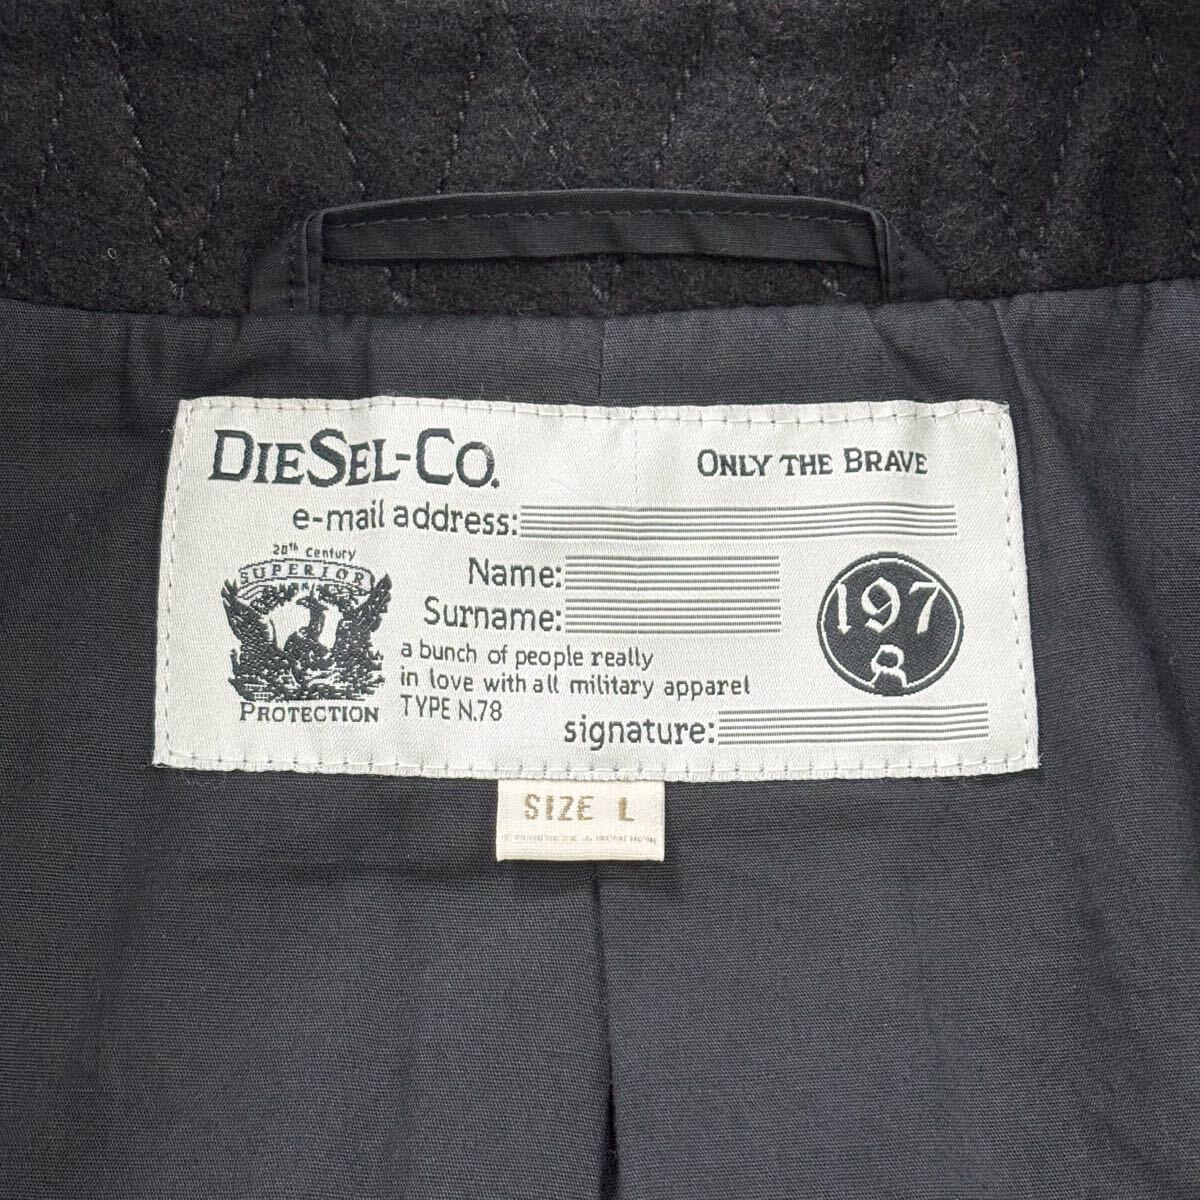 DIESEL-CO.
ONLY THE BRAVE
e-mail address:
20th Century
SUPERIOR
PROTECTION
Name:
Surname:
a bunch of people really
in love with all military apparel
TYPE N.78
197
8
signature:
SIZE L